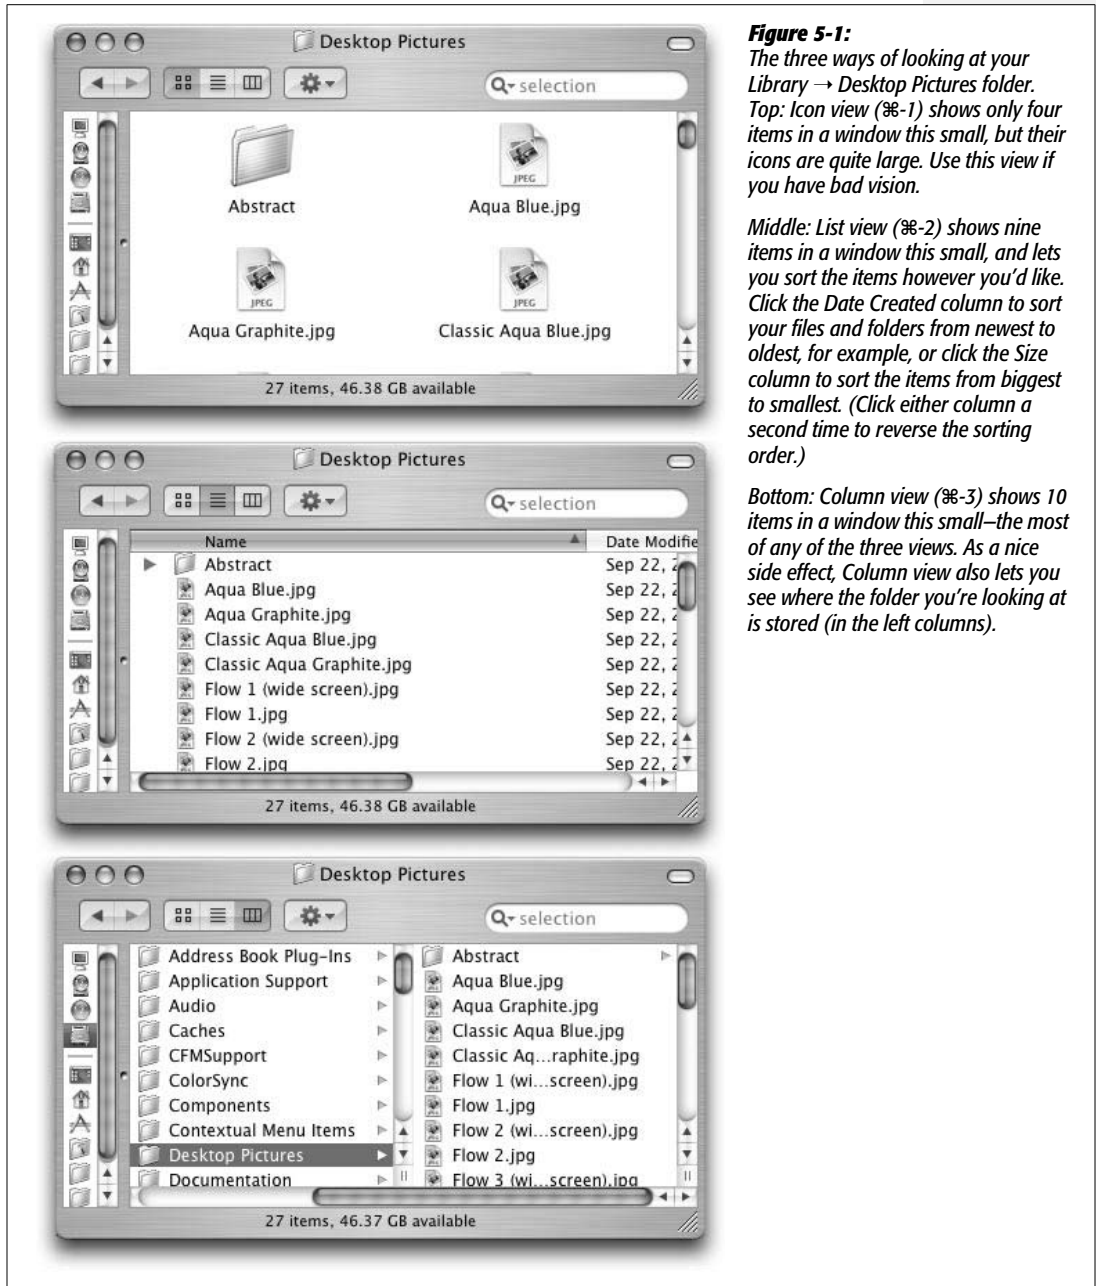 Desktop Pictures
selection
Abstract
Aqua Blue.jpg
JPEG
JPEG
Aqua Graphite.jpg
Classic Aqua Blue.jpg
JPEG
27 items, 46.38 GB available
Desktop Pictures
selection
Name
Date Modifie
Abstract
Sep 22, 2
Aqua Blue.jpg
Sep 22, 2
Aqua Graphite.jpg
Sep 22, 2
Classic Aqua Blue.jpg
Sep 22, 2
Classic Aqua Graphite.jpg
Sep 22, 2
Flow 1 (wide screen).jpg
Sep 22, 2
Flow 1.jpg
Sep 22, 2
Flow 2 (wide screen).jpg
Sep 22, 2
Flow 2.jpg
Sep 22, 2
27 items, 46.38 GB available
Desktop Pictures
selection
Address Book Plug-Ins
Application Support
Audio
Caches
CFMSupport
ColorSync
Components
Contextual Menu Items
Desktop Pictures
Documentation
Abstract
Aqua Blue.jpg
Aqua Graphite.jpg
Classic Aqua Blue.jpg
Classic Aq...raphite.jpg
Flow 1 (wi...screen).jpg
Flow 1.jpg
Flow 2 (wi...screen).jpg
Flow 2.jpg
Flow 3 (wi...screen).jpg
27 items, 46.37 GB available
Figure 5-1:
The three ways of looking at your
Library → Desktop Pictures folder.
Top: Icon view (⌘-1) shows only four
items in a window this small, but their
icons are quite large. Use this view if
you have bad vision.
Middle: List view (⌘-2) shows nine
items in a window this small, and lets
you sort the items however you'd like.
Click the Date Created column to sort
your files and folders from newest to
oldest, for example, or click the Size
column to sort the items from biggest
to smallest. (Click either column a
second time to reverse the sorting
order.)
Bottom: Column view (⌘-3) shows 10
items in a window this small—the most
of any of the three views. As a nice
side effect, Column view also lets you
see where the folder you're looking at
is stored (in the left columns).